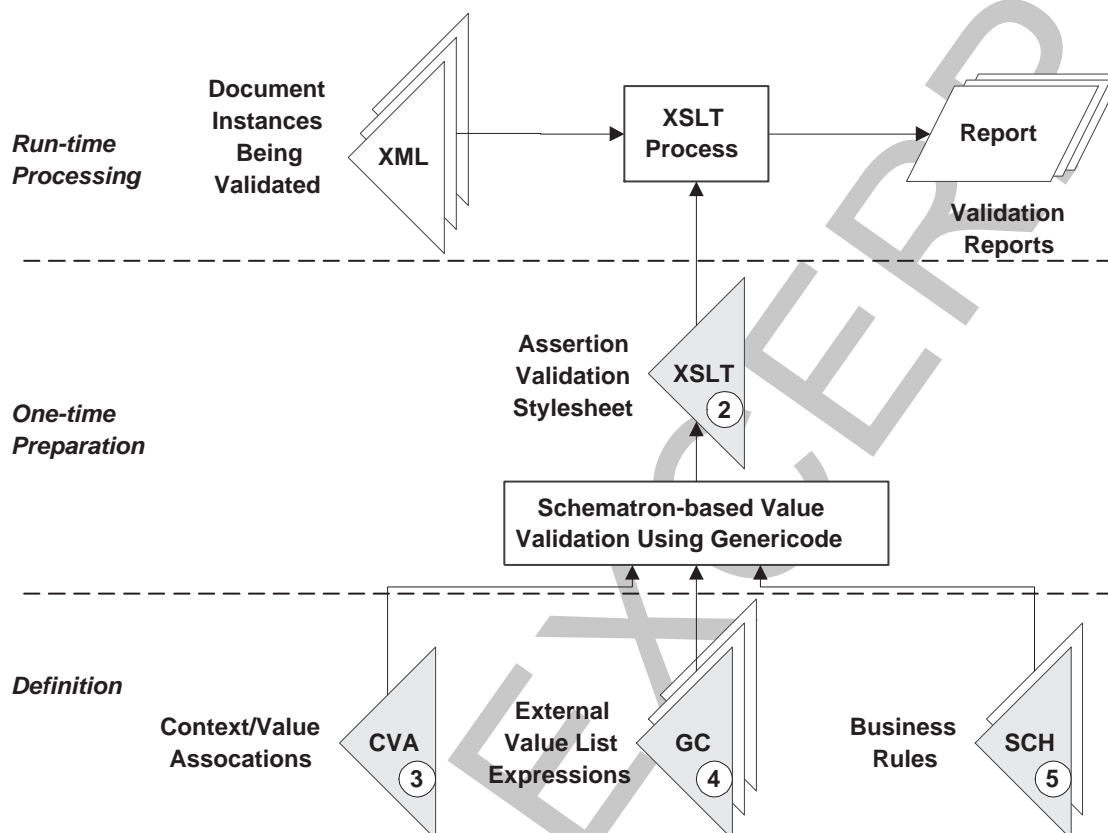 Run-time
Processing
Document
Instances
Being
Validated
XML
XSLT
Process
Report
Validation
Reports
One-time
Preparation
Assertion
Validation
Stylesheet
XSLT
2
Schematron-based Value
Validation Using Genericode
Definition
Context/Value
Assocations
CVA
3
External
Value List
Expressions
GC
4
Business
Rules
SCH
5
EXCERP